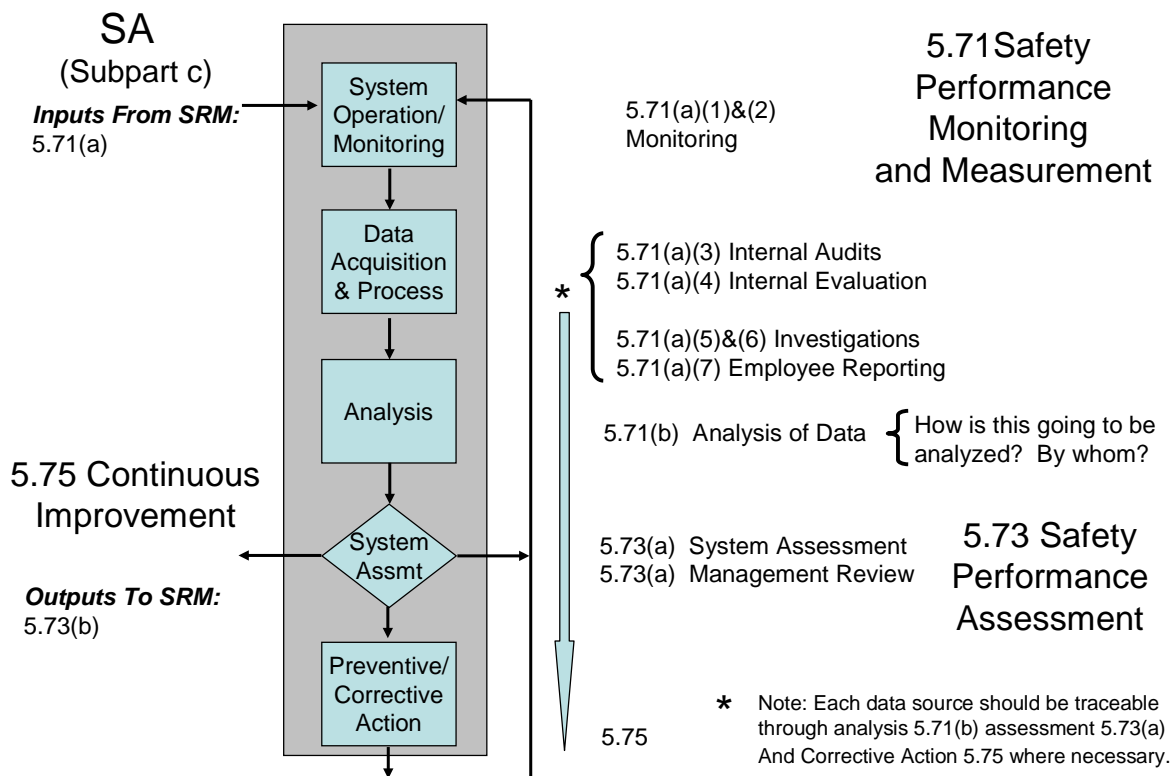 SA
(Subpart c)
Inputs From SRM:
5.71(a)
System
Operation/
Monitoring
Data
Acquisition
& Process
Analysis
System
Assmt
Preventive/
Corrective
Action
5.75 Continuous
Improvement
Outputs To SRM:
5.73(b)
5.71(a)(1)&(2)
Monitoring
5.71Safety
Performance
Monitoring
and Measurement
*
5.71(a)(3) Internal Audits
5.71(a)(4) Internal Evaluation
5.71(a)(5)&(6) Investigations
5.71(a)(7) Employee Reporting
5.71(b) Analysis of Data
How is this going to be
analyzed? By whom?
5.73(a) System Assessment
5.73(a) Management Review
5.73 Safety
Performance
Assessment
5.75
* Note: Each data source should be traceable
through analysis 5.71(b) assessment 5.73(a)
And Corrective Action 5.75 where necessary.